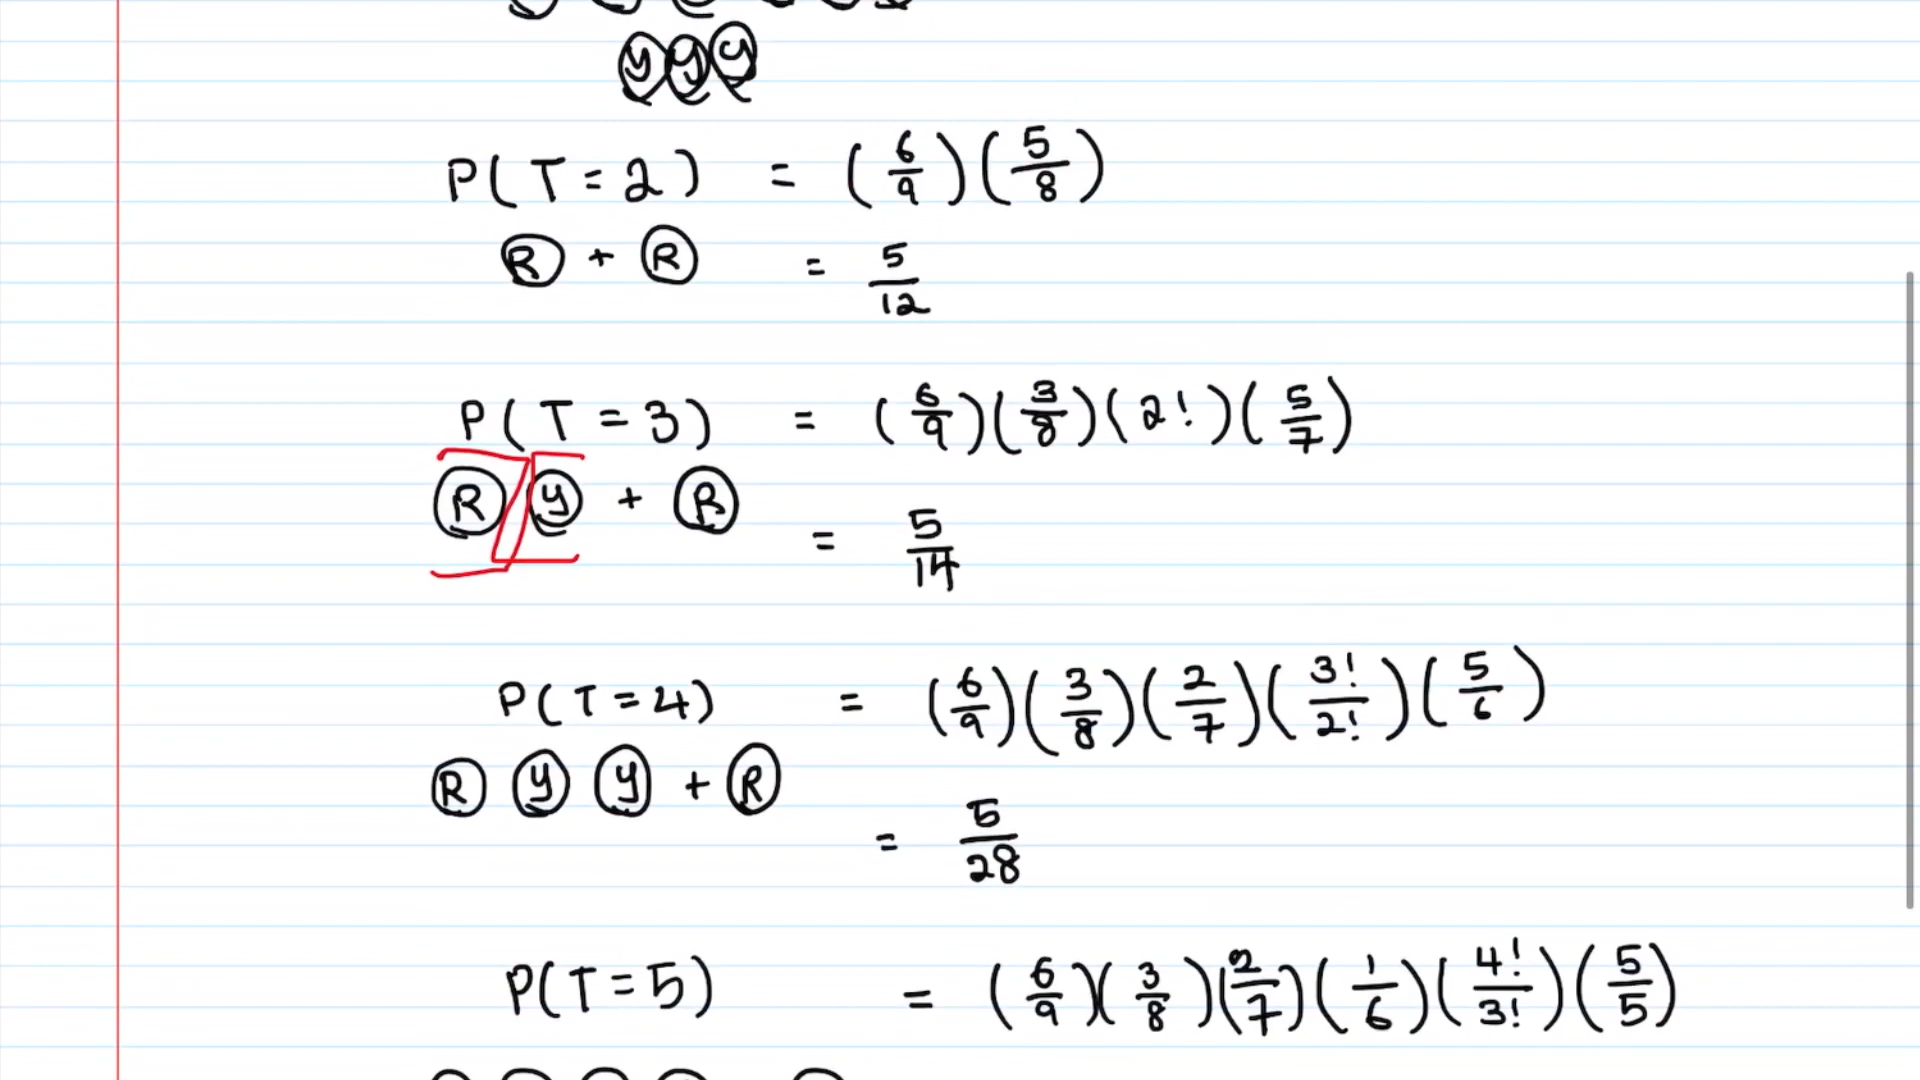 y y y
P(T=2) = (6/9)(5/8)
R + R = 5/12
P(T=3) = (6/9)(3/8)(2!)(5/7)
R y + R = 5/14
P(T=4) = (6/9)(3/8)(2/7)(3!/2!)(5/6)
R y y + R
= 5/28
P(T=5) = (6/9)(3/8)(2/7)(1/6)(4!/3!)(5/5)